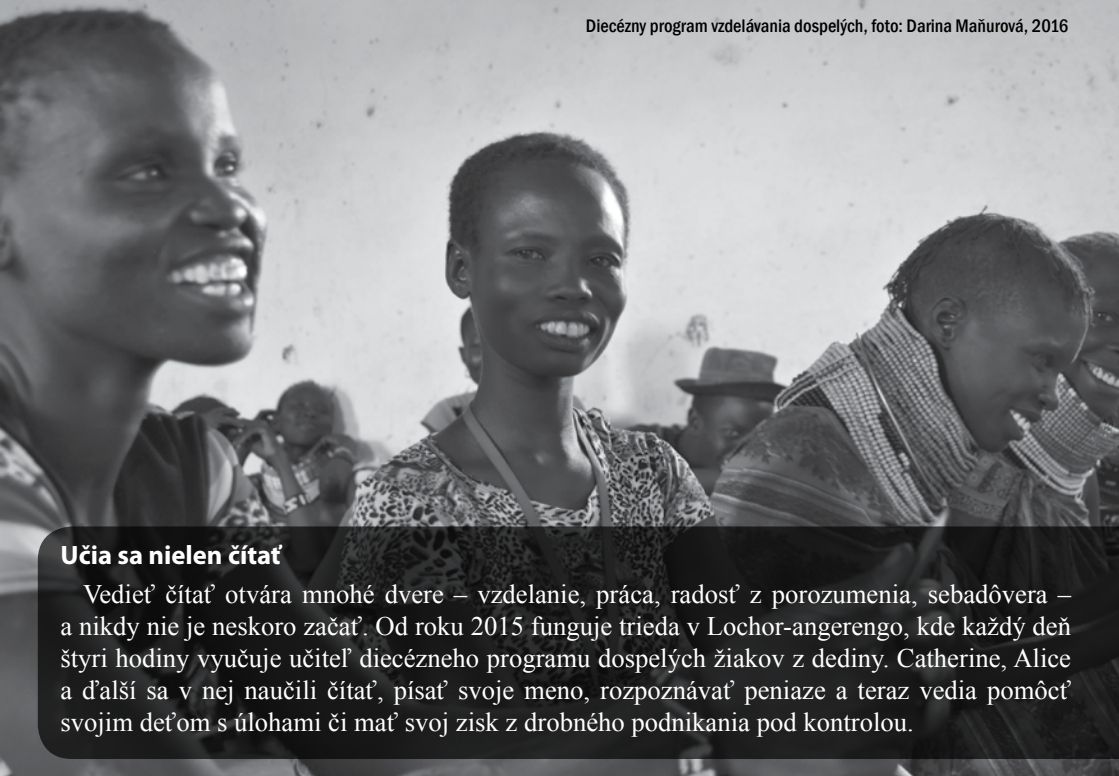 Diecézny program vzdelávania dospelých, foto: Darina Maňurová, 2016
Učia sa nielen čítať
Vedieť čítať otvára mnohé dvere – vzdelanie, práca, radosť z porozumenia, sebadôvera –
a nikdy nie je neskoro začať. Od roku 2015 funguje trieda v Lochor-angerengo, kde každý deň
štyri hodiny vyučuje učiteľ diecézneho programu dospelých žiakov z dediny. Catherine, Alice
a ďalší sa v nej naučili čítať, písať svoje meno, rozpoznávať peniaze a teraz vedia pomôcť
svojim deťom s úlohami či mať svoj zisk z drobného podnikania pod kontrolou.